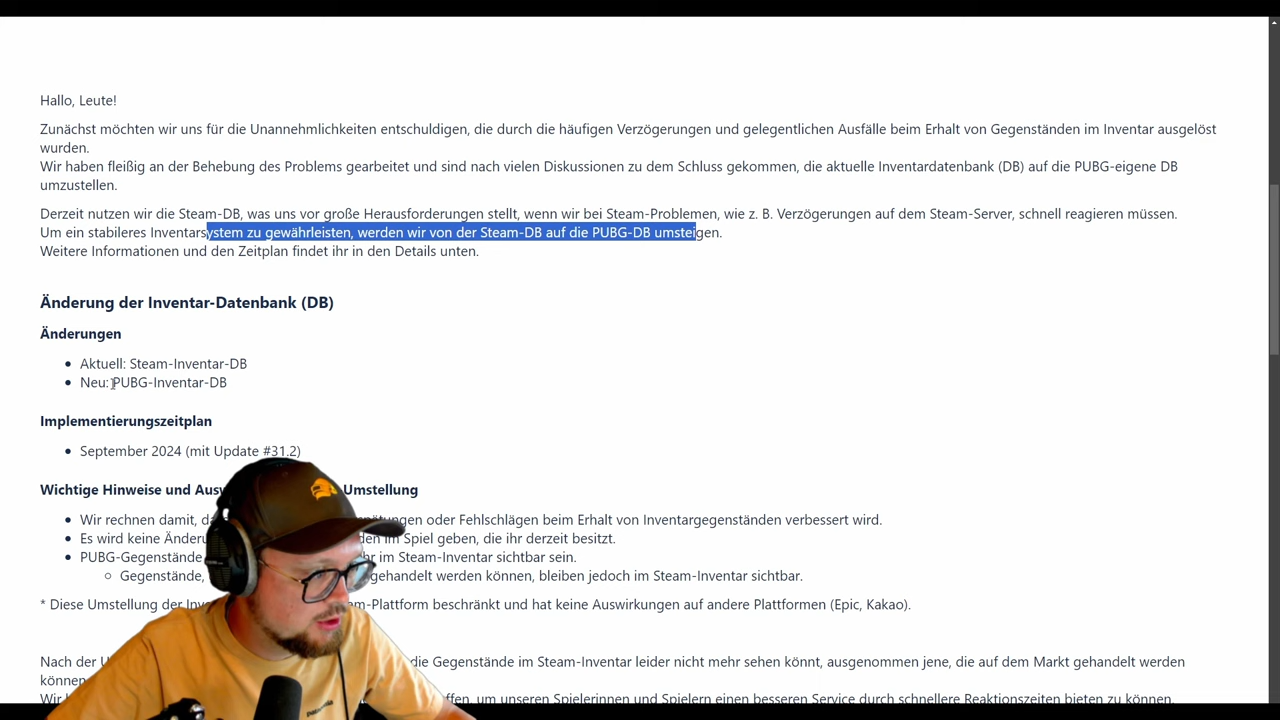 Hallo, Leute!
Zunächst möchten wir uns für die Unannehmlichkeiten entschuldigen, die durch die häufigen Verzögerungen und gelegentlichen Ausfälle beim Erhalt von Gegenständen im Inventar ausgelöst
wurden.
Wir haben fleißig an der Behebung des Problems gearbeitet und sind nach vielen Diskussionen zu dem Schluss gekommen, die aktuelle Inventardatenbank (DB) auf die PUBG-eigene DB
umzustellen.
Derzeit nutzen wir die Steam-DB, was uns vor große Herausforderungen stellt, wenn wir bei Steam-Problemen, wie z. B. Verzögerungen auf dem Steam-Server, schnell reagieren müssen.
Um ein stabileres Inventarsystem zu gewährleisten, werden wir von der Steam-DB auf die PUBG-DB umsteigen.
Weitere Informationen und den Zeitplan findet ihr in den Details unten.
Änderung der Inventar-Datenbank (DB)
Änderungen
Aktuell: Steam-Inventar-DB
Neu: PUBG-Inventar-DB
Implementierungszeitplan
September 2024 (mit Update #31.2)
Wichtige Hinweise und Umstellung
Wir rechnen damit, oder Fehlschlägen beim Erhalt von Inventargegenständen verbessert wird.
Es wird keine im Spiel geben, die ihr derzeit besitzt.
PUBG-Gegenstände im Steam-Inventar sichtbar sein.
Gegenstände, gehandelt werden können, bleiben jedoch im Steam-Inventar sichtbar.
* Diese Umstellung der beschränkt und hat keine Auswirkungen auf andere Plattformen (Epic, Kakao).
Nach der die Gegenstände im Steam-Inventar leider nicht mehr sehen könnt, ausgenommen jene, die auf dem Markt gehandelt werden
können
Wir um unseren Spielerinnen und Spielern einen besseren Service durch schnellere Reaktionszeiten bieten zu können.